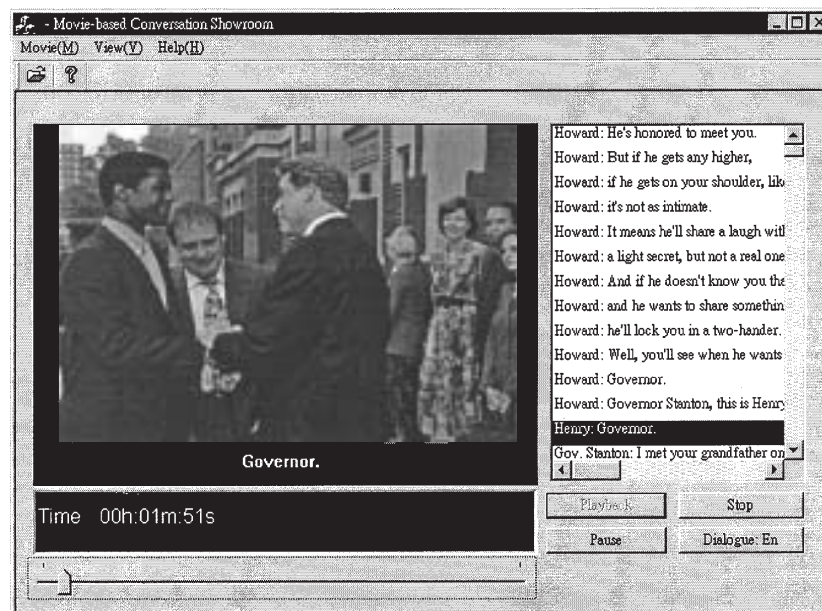 - Movie-based Conversation Showroom
Movie(M) View(V) Help(H)
Howard: He's honored to meet you.
Howard: But if he gets any higher,
Howard: if he gets on your shoulder, lik
Howard: it's not as intimate.
Howard: It means he'll share a laugh witl
Howard: a light secret, but not a real one
Howard: And if he doesn't know you tha
Howard: and he wants to share somethin
Howard: he'll lock you in a two-hander.
Howard: Well, you'll see when he wants
Howard: Governor.
Howard: Governor Stanton, this is Henry
Henry: Governor.
Gov. Stanton: I met your grandfather on
Governor.
Time 00h:01m:51s
Playback Stop
Pause Dialogue: En